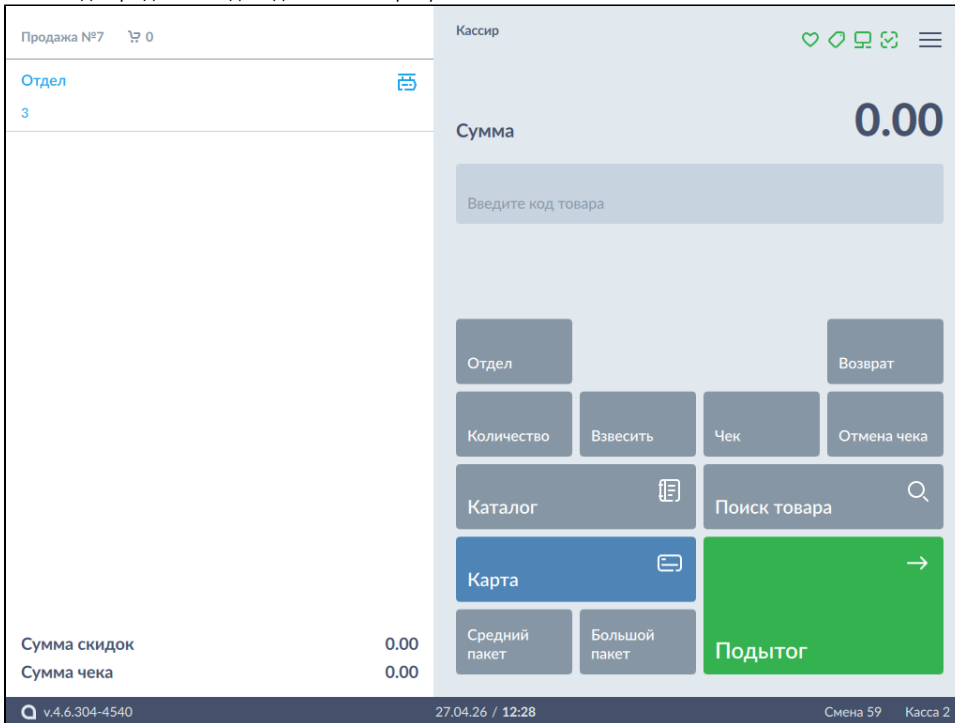 Продажа №7 0
Кассир
Отдел
3
Сумма
0.00
Введите код товара
Отдел
Возврат
Количество
Взвесить
Чек
Отмена чека
Каталог
Поиск товара
Карта
Средний
пакет
Большой
пакет
Подытог
Сумма скидок 0.00
Сумма чека 0.00
v.4.6.304-4540
27.04.26 / 12:28
Смена 59 Касса 2